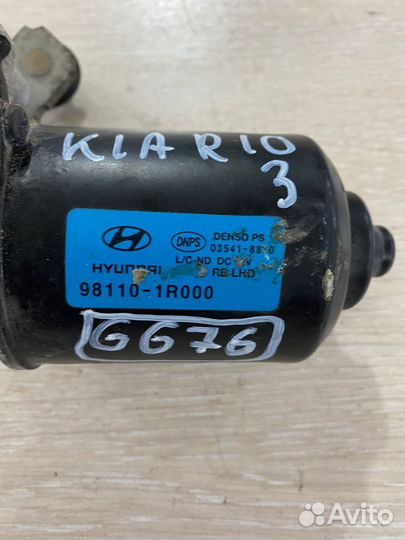 KIA RIO
3
DNPS DENSO PS
HYUNDAI
L/C-ND DC
RB LHD
98110-1R000
6676
Avito